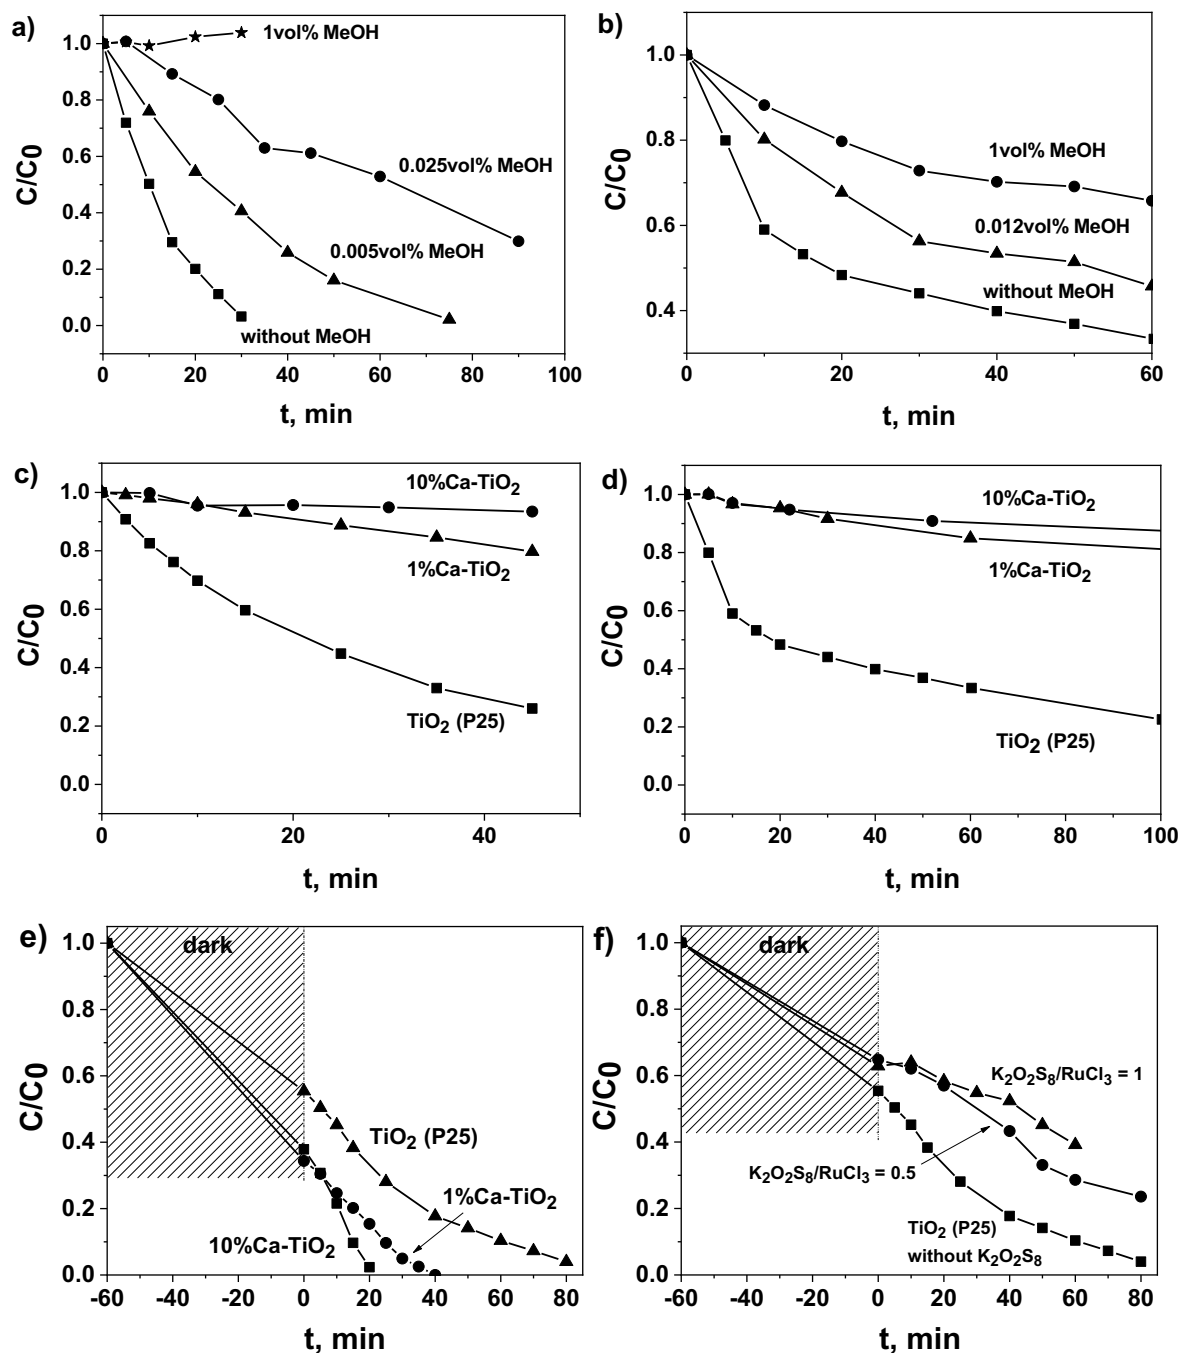 a)
1vol% MeOH
1.0
0.8
0.6
0.4
0.2
0.0
C/C0
0.025vol% MeOH
0.005vol% MeOH
without MeOH
0 20 40 60 80 100
t, min
b)
1.0
0.8
0.6
0.4
C/C0
1vol% MeOH
0.012vol% MeOH
without MeOH
0 20 40 60
t, min
c)
1.0
0.8
0.6
0.4
0.2
0.0
C/C0
10%Ca-TiO2
1%Ca-TiO2
TiO2 (P25)
0 20 40
t, min
d)
1.0
0.8
0.6
0.4
0.2
0.0
C/C0
10%Ca-TiO2
1%Ca-TiO2
TiO2 (P25)
0 20 40 60 80 100
t, min
e)
dark
1.0
0.8
0.6
0.4
0.2
0.0
C/C0
TiO2 (P25)
1%Ca-TiO2
10%Ca-TiO2
-60 -40 -20 0 20 40 60 80
t, min
f)
dark
1.0
0.8
0.6
0.4
0.2
0.0
C/C0
K2O2S8/RuCl3 = 1
K2O2S8/RuCl3 = 0.5
TiO2 (P25)
without K2O2S8
-60 -40 -20 0 20 40 60 80
t, min